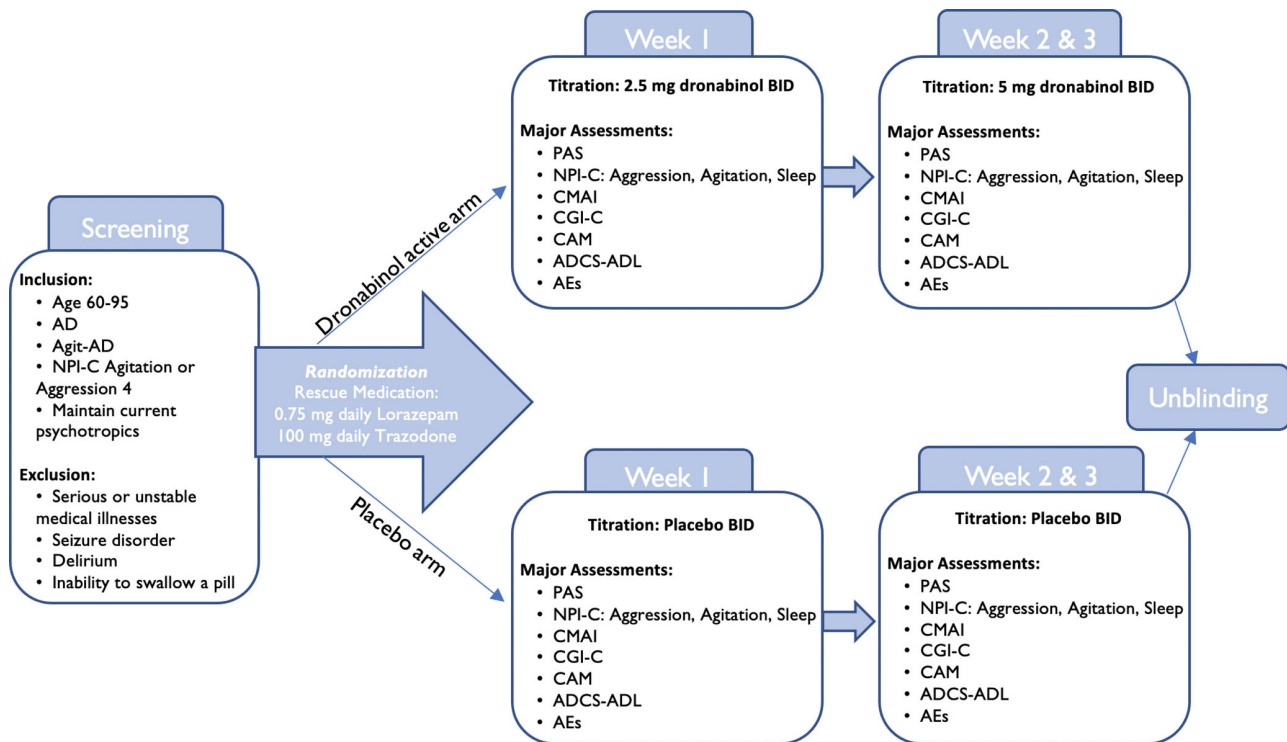 Screening
Inclusion:
• Age 60-95
• AD
• Agit-AD
• NPI-C Agitation or
Aggression 4
• Maintain current
psychotropics
Exclusion:
• Serious or unstable
medical illnesses
• Seizure disorder
• Delirium
• Inability to swallow a pill
Randomization
Rescue Medication:
0.75 mg daily Lorazepam
100 mg daily Trazodone
Dronabinol active arm
Week 1
Titration: 2.5 mg dronabinol BID
Major Assessments:
• PAS
• NPI-C: Aggression, Agitation, Sleep
• CMAI
• CGI-C
• CAM
• ADCS-ADL
• AEs
Week 2 & 3
Titration: 5 mg dronabinol BID
Major Assessments:
• PAS
• NPI-C: Aggression, Agitation, Sleep
• CMAI
• CGI-C
• CAM
• ADCS-ADL
• AEs
Placebo arm
Week 1
Titration: Placebo BID
Major Assessments:
• PAS
• NPI-C: Aggression, Agitation, Sleep
• CMAI
• CGI-C
• CAM
• ADCS-ADL
• AEs
Week 2 & 3
Titration: Placebo BID
Major Assessments:
• PAS
• NPI-C: Aggression, Agitation, Sleep
• CMAI
• CGI-C
• CAM
• ADCS-ADL
• AEs
Unblinding